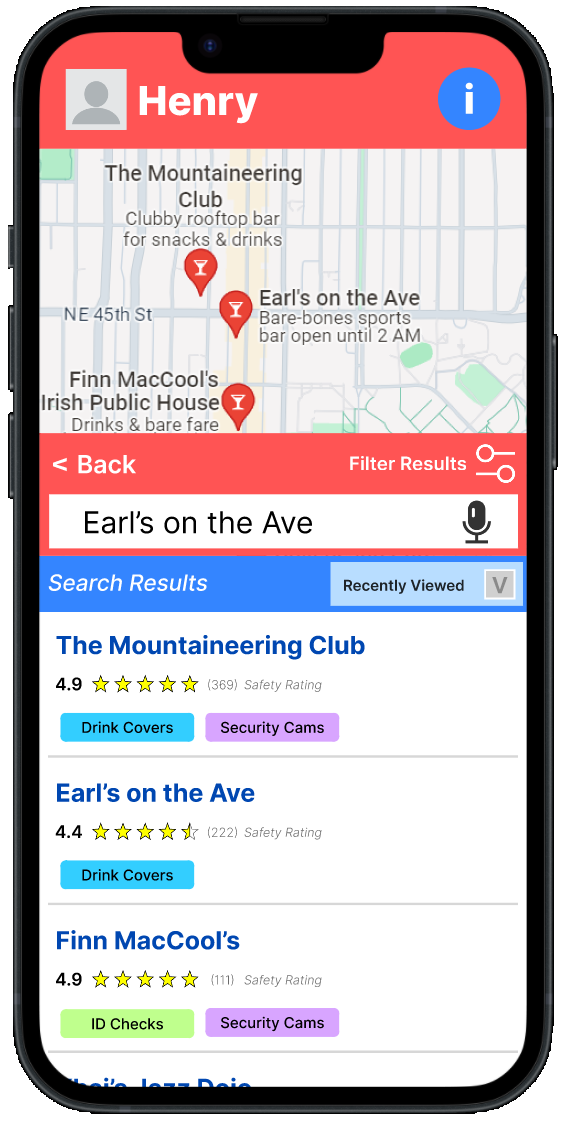 Henry
i
The Mountaineering
Club
Clubby rooftop bar
for snacks & drinks
Earl's on the Ave
Bare-bones sports
bar open until 2 AM
NE 45th St
Finn MacCool's
Irish Public House
Drinks & bare fare
< Back
Filter Results
Earl’s on the Ave
Search Results
Recently Viewed V
The Mountaineering Club
4.9 (369) Safety Rating
Drink Covers Security Cams
Earl’s on the Ave
4.4 (222) Safety Rating
Drink Covers
Finn MacCool’s
4.9 (111) Safety Rating
ID Checks Security Cams
Jazz Dojo